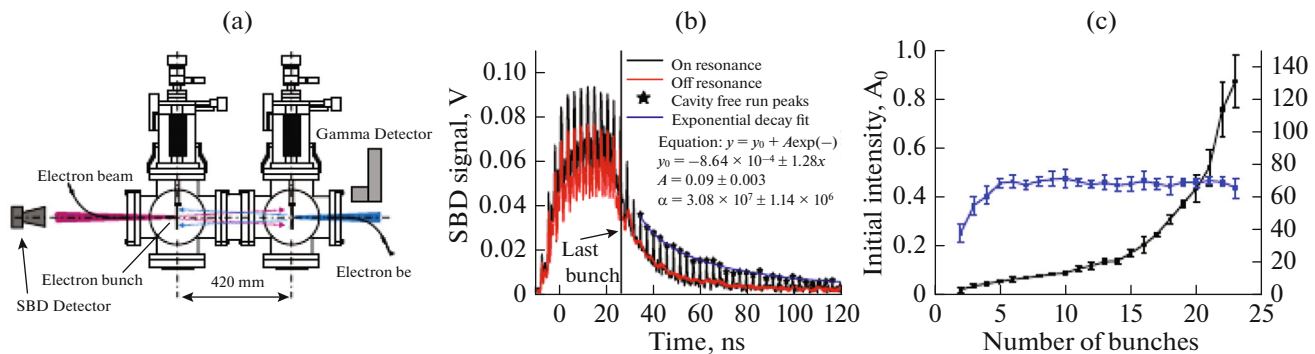 (a)
Gamma Detector
Electron beam
Electron bunch
Electron be
SBD Detector
420 mm
(b)
SBD signal, V
0.10
0.08
0.06
0.04
0.02
0
On resonance
Off resonance
Cavity free run peaks
Exponential decay fit
Equation: y = y₀ + Aexp(−)
y₀ = −8.64 × 10⁻⁴ ± 1.28x
A = 0.09 ± 0.003
α = 3.08 × 10⁷ ± 1.14 × 10⁶
Last
bunch
0 20 40 60 80 100 120
Time, ns
(c)
Initial intensity, A₀
1.0
0.8
0.6
0.4
0.2
0
140
120
100
80
60
40
20
0
0 5 10 15 20 25
Number of bunches